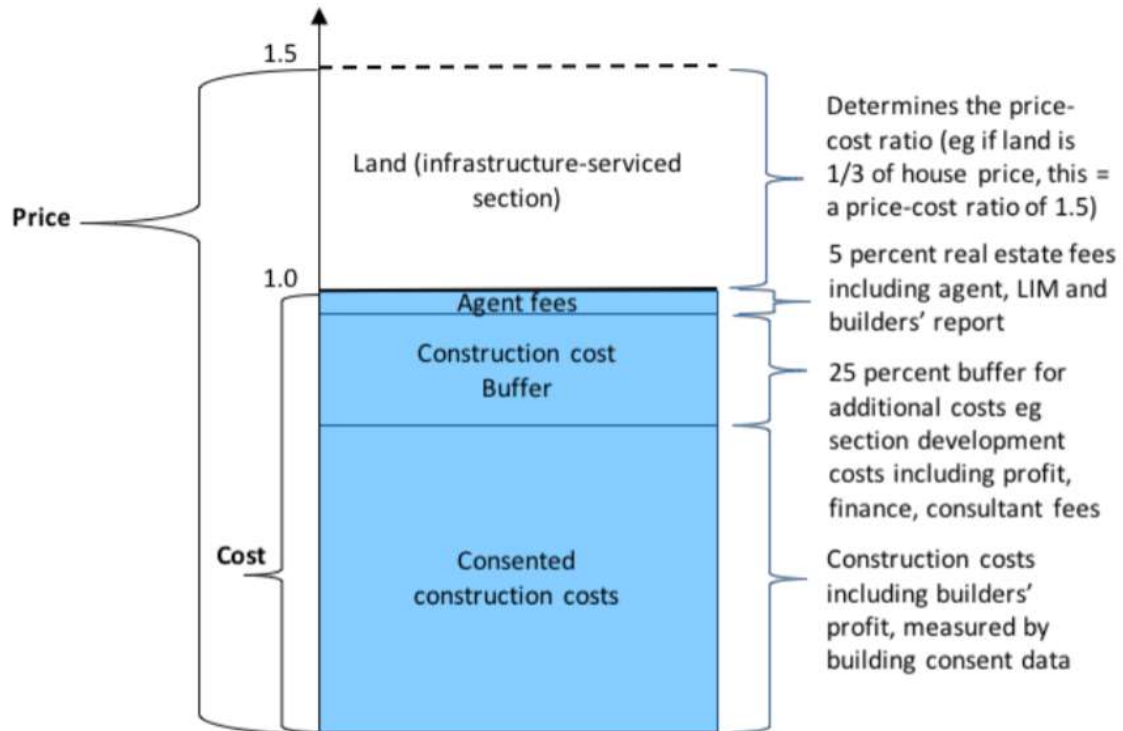 1.5
Land (infrastructure-serviced
section)
Price
1.0
Agent fees
Construction cost
Buffer
Cost
Consented
construction costs
Determines the price-
cost ratio (eg if land is
1/3 of house price, this =
a price-cost ratio of 1.5)
5 percent real estate fees
including agent, LIM and
builders’ report
25 percent buffer for
additional costs eg
section development
costs including profit,
finance, consultant fees
Construction costs
including builders’
profit, measured by
building consent data